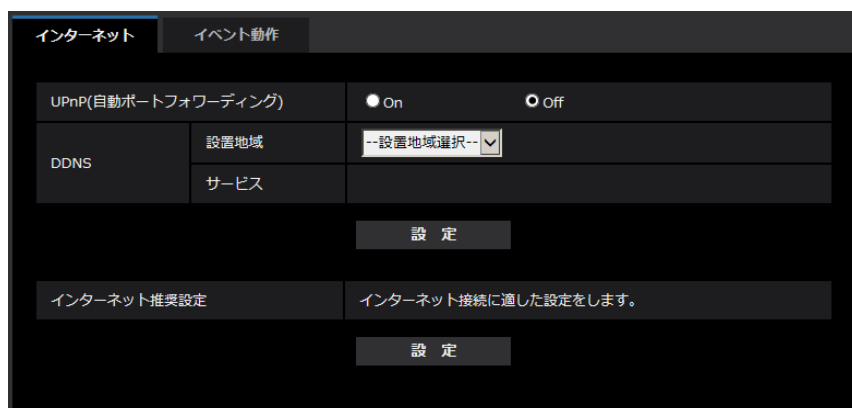 インターネット イベント動作
UPnP(自動ポートフォワーディング) On Off
DDNS 設置地域 --設置地域選択--
サービス
設 定
インターネット推奨設定 インターネット接続に適した設定をします。
設 定